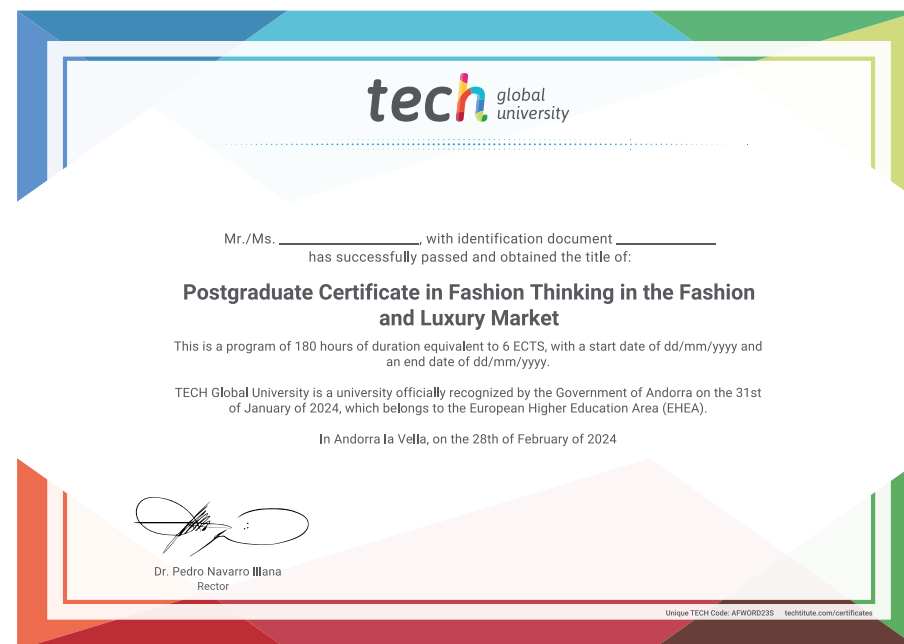 tech global university
Mr./Ms. ____________, with identification document ____________
has successfully passed and obtained the title of:
Postgraduate Certificate in Fashion Thinking in the Fashion
and Luxury Market
This is a program of 180 hours of duration equivalent to 6 ECTS, with a start date of dd/mm/yyyy and
an end date of dd/mm/yyyy.
TECH Global University is a university officially recognized by the Government of Andorra on the 31st
of January of 2024, which belongs to the European Higher Education Area (EHEA).
In Andorra la Vella, on the 28th of February of 2024
Dr. Pedro Navarro Illana
Rector
Unique TECH Code: AFWORD23S techtitute.com/certificates